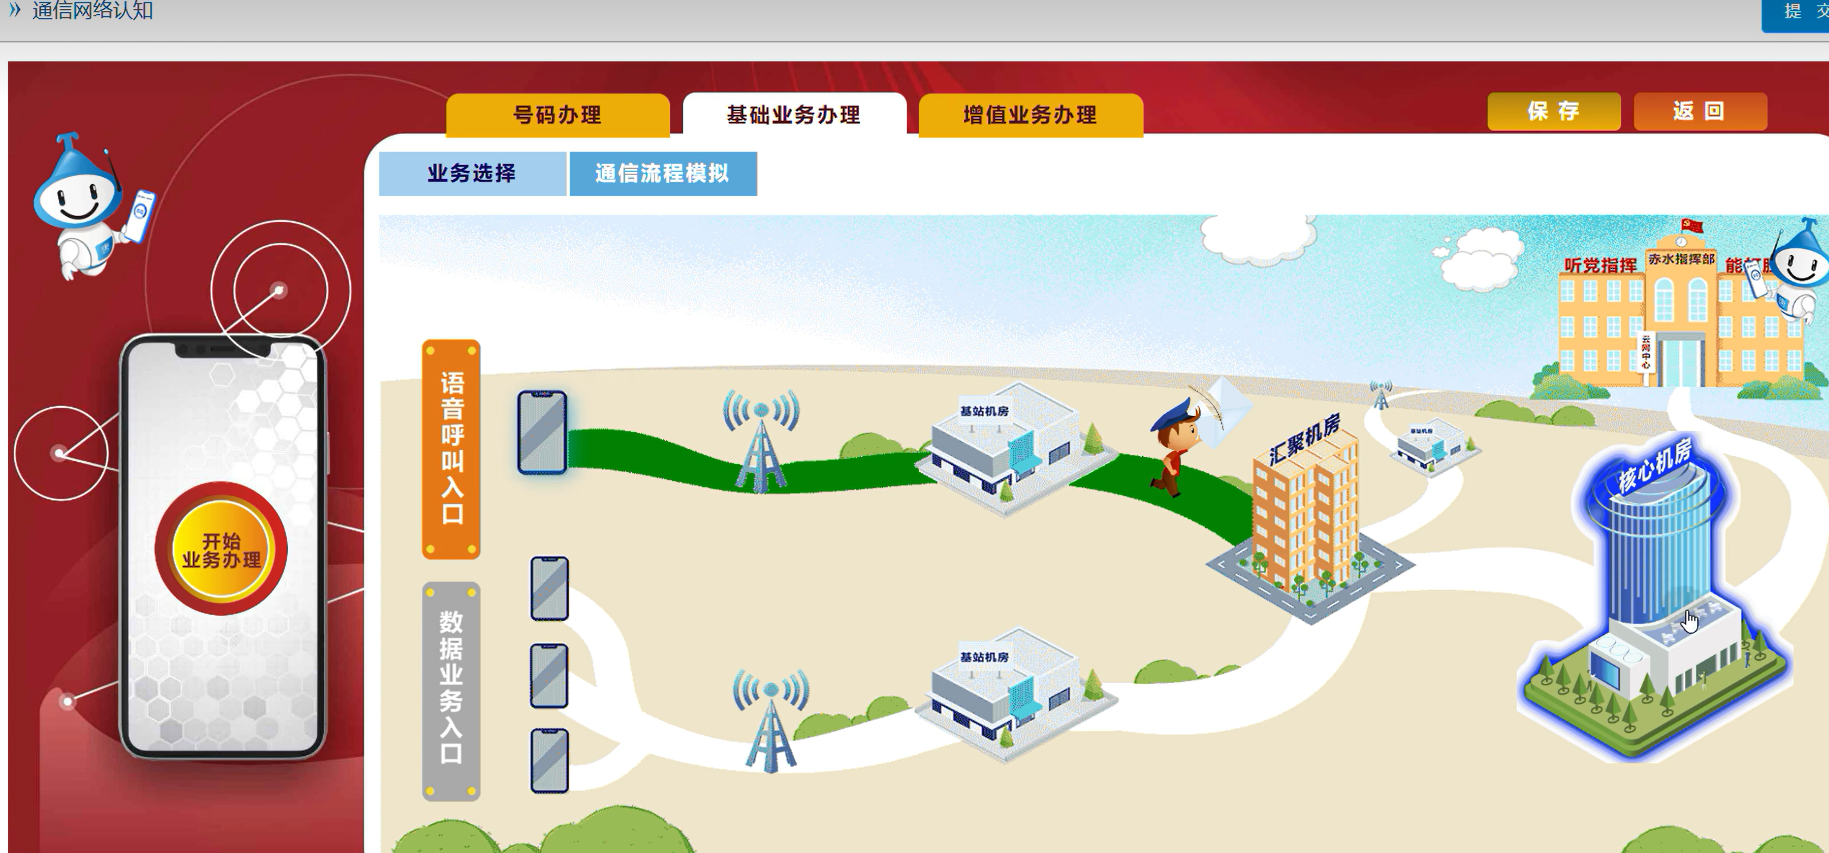 » 通信网络认知
提 交
号码办理
基础业务办理
增值业务办理
保 存
返 回
业务选择
通信流程模拟
听党指挥
赤水指挥部
云网中心
语音呼叫入口
基站机房
汇聚机房
基站机房
核心机房
开始
业务办理
数据业务入口
基站机房